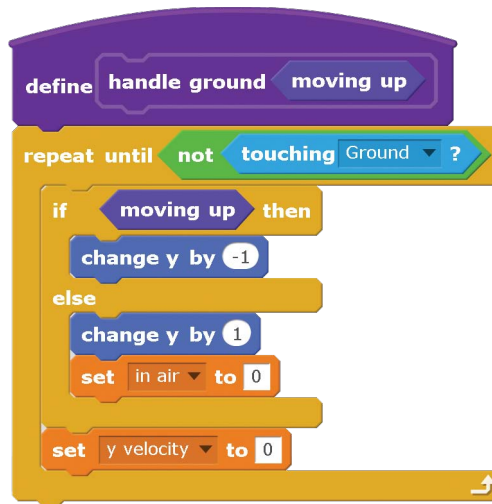 define handle ground moving up
repeat until not touching Ground ?
if moving up then
change y by -1
else
change y by 1
set in air to 0
set y velocity to 0